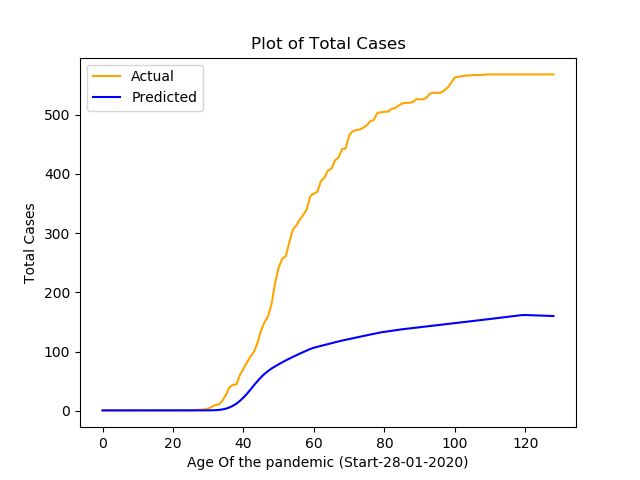 Plot of Total Cases
Actual
Predicted
500
400
300
200
100
0
Total Cases
0 20 40 60 80 100 120
Age Of the pandemic (Start-28-01-2020)